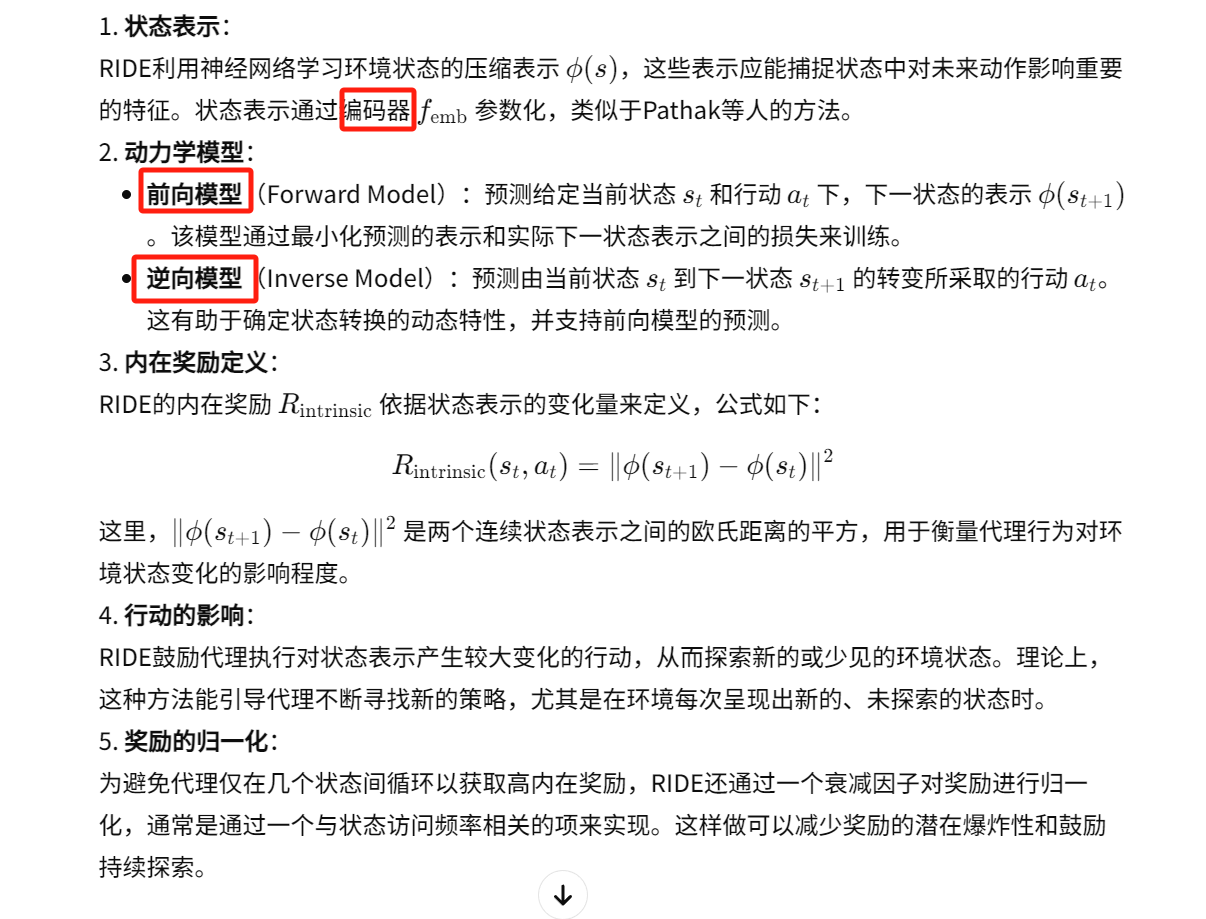 1. 状态表示：
RIDE利用神经网络学习环境状态的压缩表示 ϕ(s)，这些表示应能捕捉状态中对未来动作影响重要
的特征。状态表示通过编码器 f_emb 参数化，类似于Pathak等人的方法。
2. 动力学模型：
• 前向模型（Forward Model）：预测给定当前状态 s_t 和行动 a_t 下，下一状态的表示 ϕ(s_{t+1})
。该模型通过最小化预测的表示和实际下一状态表示之间的损失来训练。
• 逆向模型（Inverse Model）：预测由当前状态 s_t 到下一状态 s_{t+1} 的转变所采取的行动 a_t。
这有助于确定状态转换的动态特性，并支持前向模型的预测。
3. 内在奖励定义：
RIDE的内在奖励 R_intrinsic 依据状态表示的变化量来定义，公式如下：
R_intrinsic(s_t, a_t) = ‖ϕ(s_{t+1}) − ϕ(s_t)‖²
这里，‖ϕ(s_{t+1}) − ϕ(s_t)‖² 是两个连续状态表示之间的欧氏距离的平方，用于衡量代理行为对环
境状态变化的影响程度。
4. 行动的影响：
RIDE鼓励代理执行对状态表示产生较大变化的行动，从而探索新的或少见的环境状态。理论上，
这种方法能引导代理不断寻找新的策略，尤其是在环境每次呈现出新的、未探索的状态时。
5. 奖励的归一化：
为避免代理仅在几个状态间循环以获取高内在奖励，RIDE还通过一个衰减因子对奖励进行归一
化，通常是通过一个与状态访问频率相关的项来实现。这样做可以减少奖励的潜在爆炸性和鼓励
持续探索。